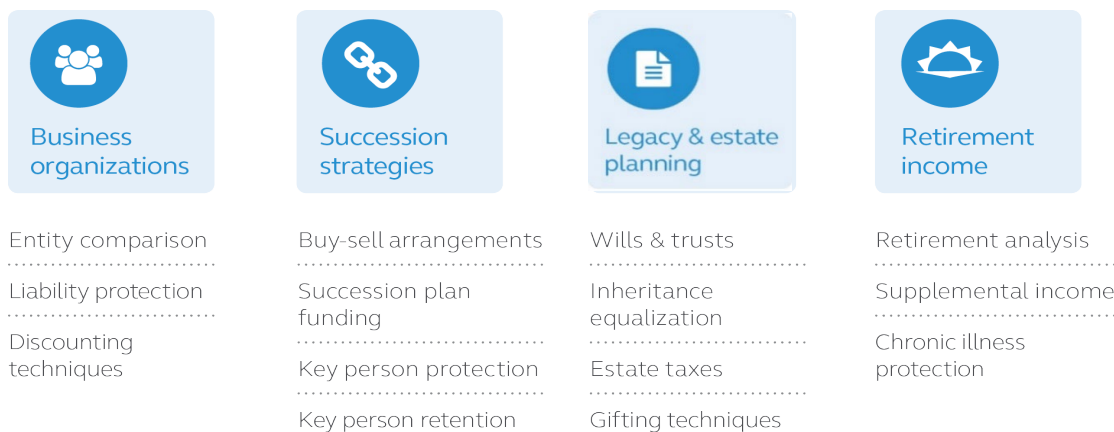 Business
organizations
Entity comparison
Liability protection
Discounting
techniques
Succession
strategies
Buy-sell arrangements
Succession plan
funding
Key person protection
Key person retention
Legacy & estate
planning
Wills & trusts
Inheritance
equalization
Estate taxes
Gifting techniques
Retirement
income
Retirement analysis
Supplemental income
Chronic illness
protection